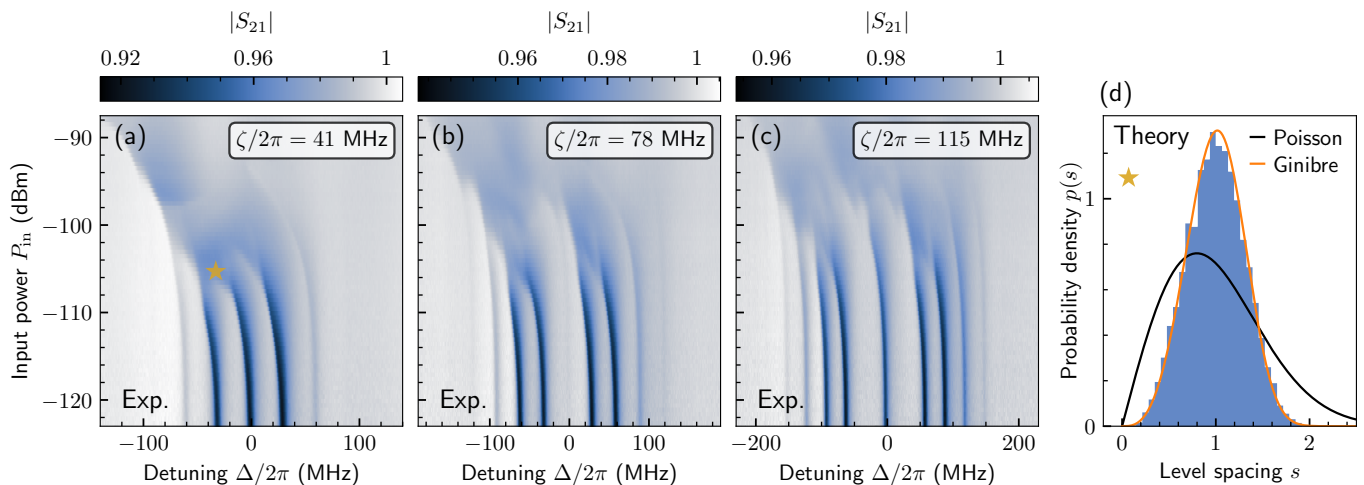 |S₂₁| |S₂₁| |S₂₁|
0.92 0.96 1 0.96 0.98 1 0.96 0.98 1
(d)
(a) ζ/2π = 41 MHz (b) ζ/2π = 78 MHz (c) ζ/2π = 115 MHz
Theory Poisson
Ginibre
Input power Pᵢₙ (dBm)
−90
−100
−110
−120
Exp. Exp. Exp.
−100 0 100 −100 0 100 −200 −100 0 100 200
Detuning Δ/2π (MHz) Detuning Δ/2π (MHz) Detuning Δ/2π (MHz)
Probability density p(s)
1
0
0 1 2
Level spacing s